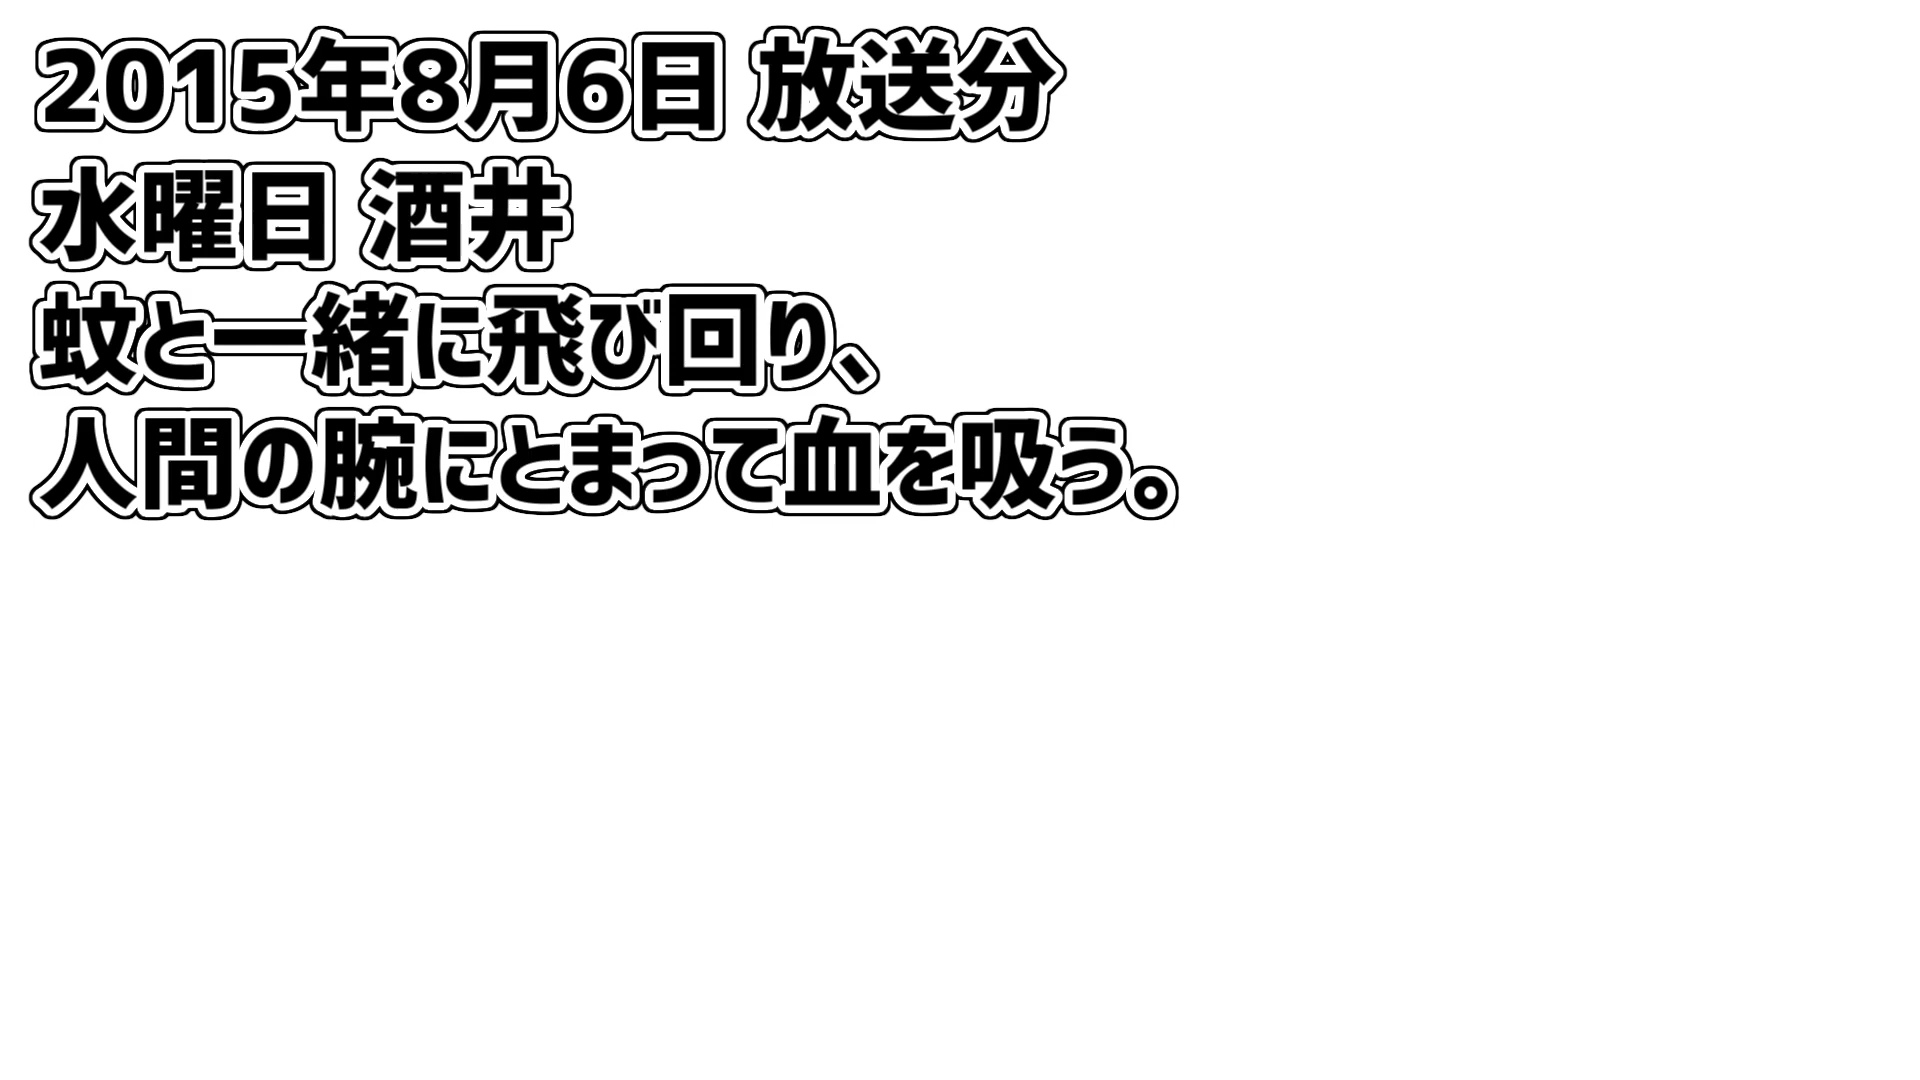 2015年8月6日 放送分
水曜日 酒井
蚊と一緒に飛び回り、
人間の腕にとまって血を吸う。